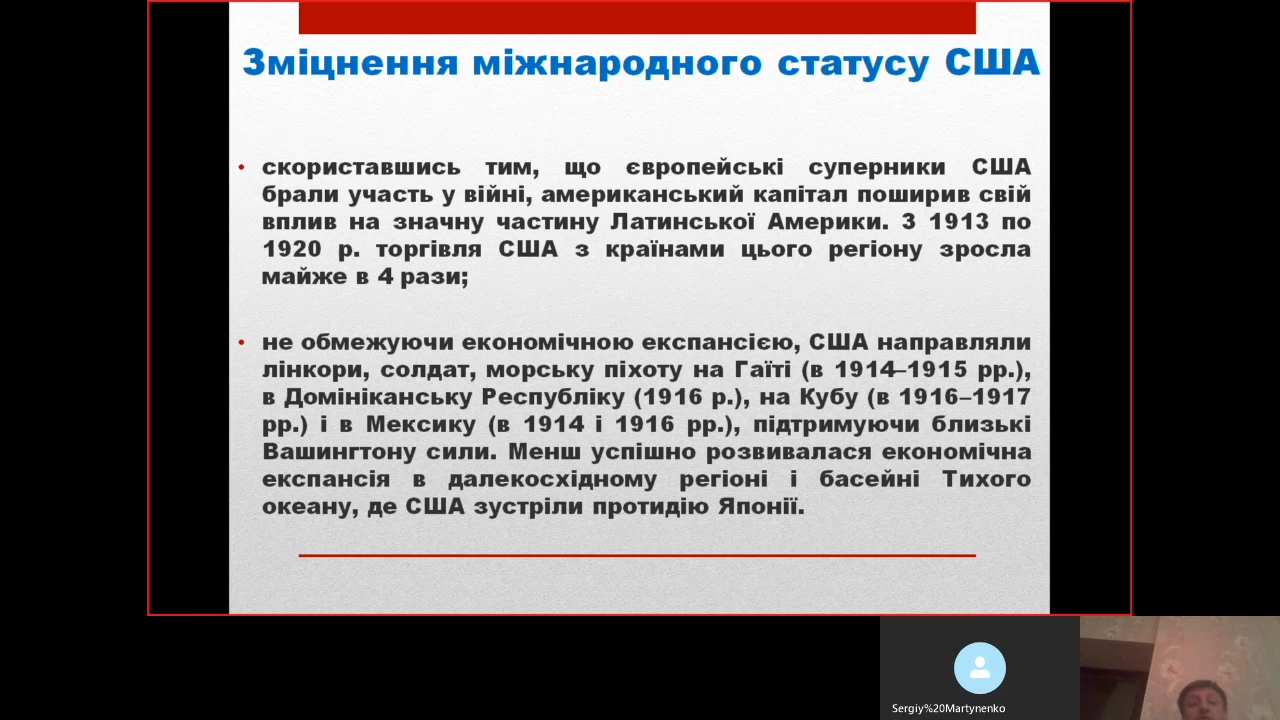 Зміцнення міжнародного статусу США
• скориставшись тим, що європейські суперники США
брали участь у війні, американський капітал поширив свій
вплив на значну частину Латинської Америки. З 1913 по
1920 р. торгівля США з країнами цього регіону зросла
майже в 4 рази;
• не обмежуючи економічною експансією, США направляли
лінкори, солдат, морську піхоту на Гаїті (в 1914–1915 рр.),
в Домініканську Республіку (1916 р.), на Кубу (в 1916–1917
рр.) і в Мексику (в 1914 і 1916 рр.), підтримуючи близькі
Вашингтону сили. Менш успішно розвивалася економічна
експансія в далекосхідному регіоні і басейні Тихого
океану, де США зустріли протидію Японії.
Sergiy%20Martynenko